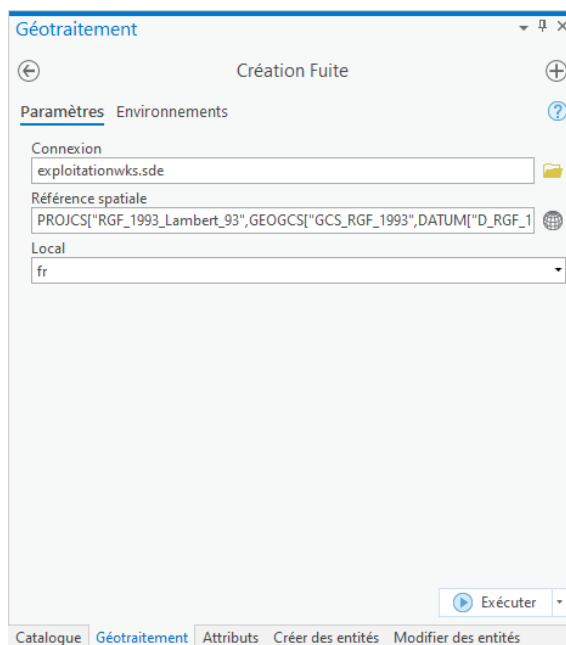 Géotraitement
Création Fuite
Paramètres Environnements
Connexion
exploitationwks.sde
Référence spatiale
PROJCS["RGF_1993_Lambert_93",GEOGCS["GCS_RGF_1993",DATUM["D_RGF_1
Local
fr
Exécuter
Catalogue Géotraitement Attributs Créer des entités Modifier des entités